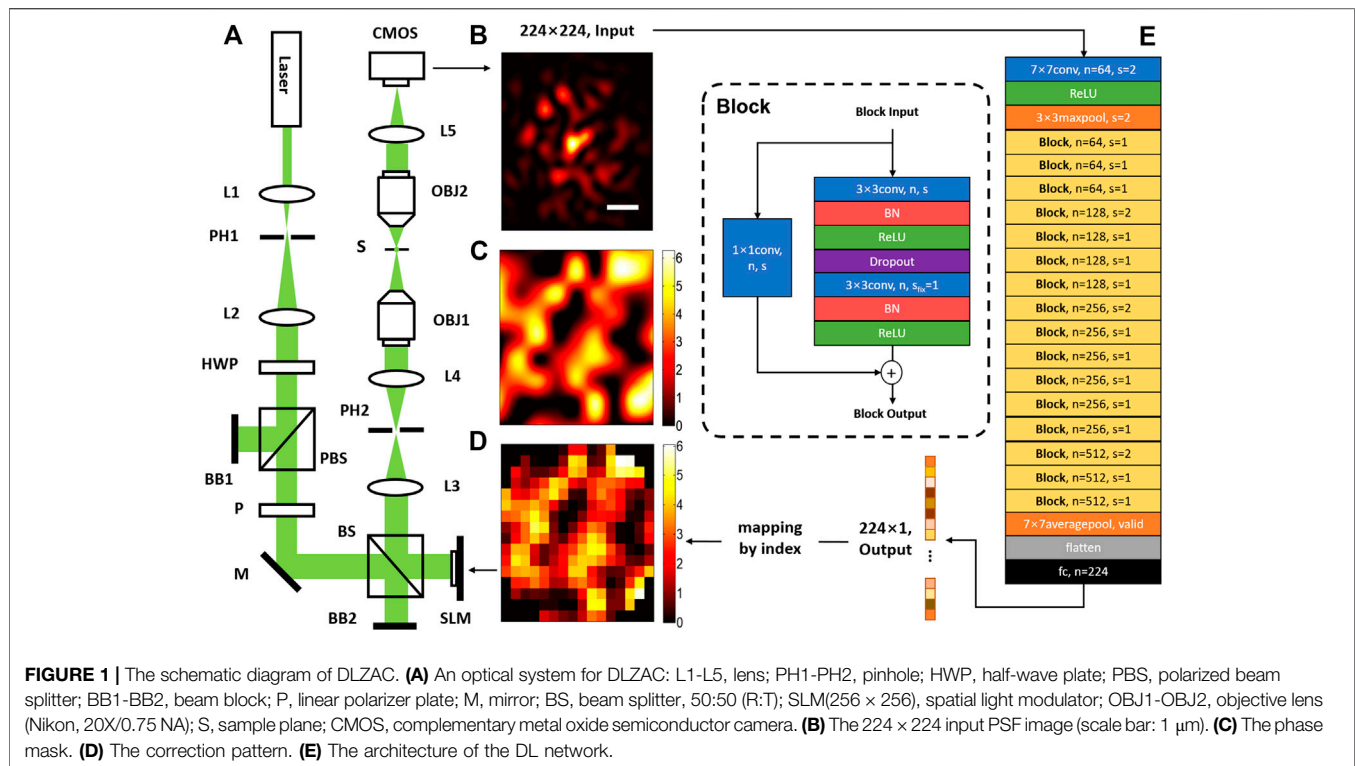 A
Laser
L1
PH1
L2
HWP
BB1
PBS
P
M
CMOS
L5
OBJ2
S
OBJ1
L4
PH2
L3
BS
BB2
SLM
B
224×224, Input
C
6
5
4
3
2
1
0
D
6
5
4
3
2
1
0
Block
Block Input
1×1conv,
n, s
3×3conv, n, s
BN
ReLU
Dropout
3×3conv, n, sfix=1
BN
ReLU
+
Block Output
mapping
by index
224×1,
Output
E
7×7conv, n=64, s=2
ReLU
3×3maxpool, s=2
Block, n=64, s=1
Block, n=64, s=1
Block, n=64, s=1
Block, n=128, s=2
Block, n=128, s=1
Block, n=128, s=1
Block, n=128, s=1
Block, n=256, s=2
Block, n=256, s=1
Block, n=256, s=1
Block, n=256, s=1
Block, n=256, s=1
Block, n=256, s=1
Block, n=512, s=2
Block, n=512, s=1
Block, n=512, s=1
7×7averagepool, valid
flatten
fc, n=224
FIGURE 1 | The schematic diagram of DLZAC. (A) An optical system for DLZAC: L1-L5, lens; PH1-PH2, pinhole; HWP, half-wave plate; PBS, polarized beam
splitter; BB1-BB2, beam block; P, linear polarizer plate; M, mirror; BS, beam splitter, 50:50 (R:T); SLM(256 × 256), spatial light modulator; OBJ1-OBJ2, objective lens
(Nikon, 20X/0.75 NA); S, sample plane; CMOS, complementary metal oxide semiconductor camera. (B) The 224 × 224 input PSF image (scale bar: 1 μm). (C) The phase
mask. (D) The correction pattern. (E) The architecture of the DL network.